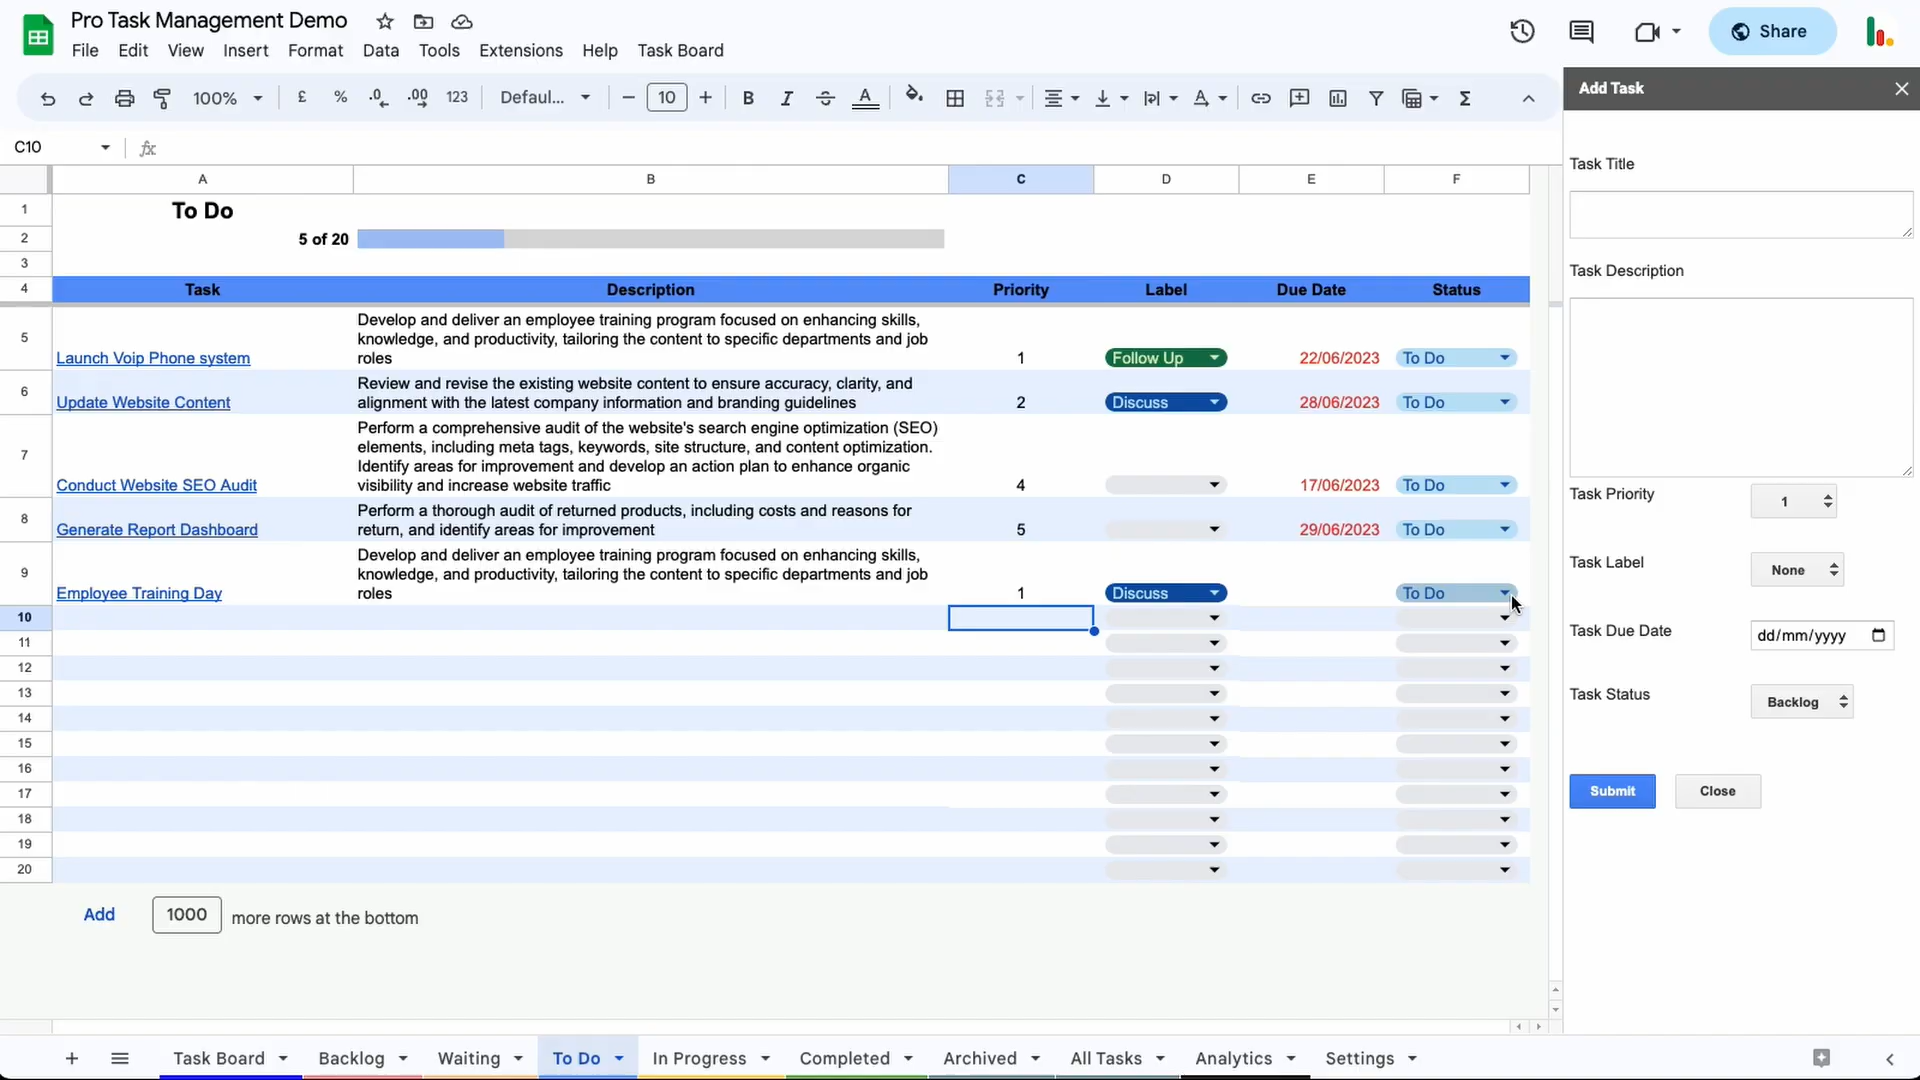 Pro Task Management Demo
File Edit View Insert Format Data Tools Extensions Help Task Board
Share
100% £ % .0 .00 123 Defaul... 10 B I A
Add Task
C10 fx
A B C D E F
1 To Do
2 5 of 20
3
4 Task Description Priority Label Due Date Status
Develop and deliver an employee training program focused on enhancing skills,
5 knowledge, and productivity, tailoring the content to specific departments and job
Launch Voip Phone system roles 1 Follow Up 22/06/2023 To Do
6 Review and revise the existing website content to ensure accuracy, clarity, and
Update Website Content alignment with the latest company information and branding guidelines 2 Discuss 28/06/2023 To Do
Perform a comprehensive audit of the website's search engine optimization (SEO)
7 elements, including meta tags, keywords, site structure, and content optimization.
Identify areas for improvement and develop an action plan to enhance organic
Conduct Website SEO Audit visibility and increase website traffic 4 17/06/2023 To Do
8 Perform a thorough audit of returned products, including costs and reasons for
Generate Report Dashboard return, and identify areas for improvement 5 29/06/2023 To Do
Develop and deliver an employee training program focused on enhancing skills,
9 knowledge, and productivity, tailoring the content to specific departments and job
Employee Training Day roles 1 Discuss To Do
10
11
12
13
14
15
16
17
18
19
20
Add 1000 more rows at the bottom
Task Title
Task Description
Task Priority 1
Task Label None
Task Due Date dd/mm/yyyy
Task Status Backlog
Submit Close
Task Board Backlog Waiting To Do In Progress Completed Archived All Tasks Analytics Settings